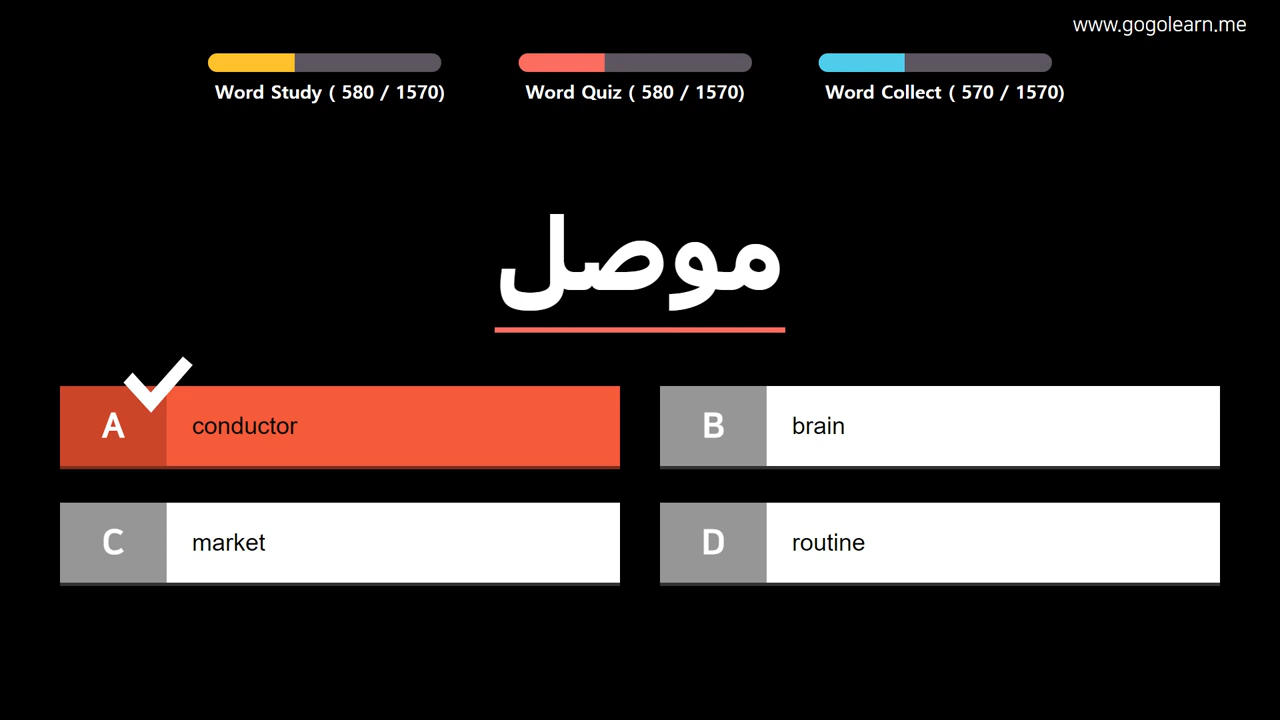 www.gogolearn.me
Word Study ( 580 / 1570)
Word Quiz ( 580 / 1570)
Word Collect ( 570 / 1570)
موصل
A conductor
B brain
C market
D routine